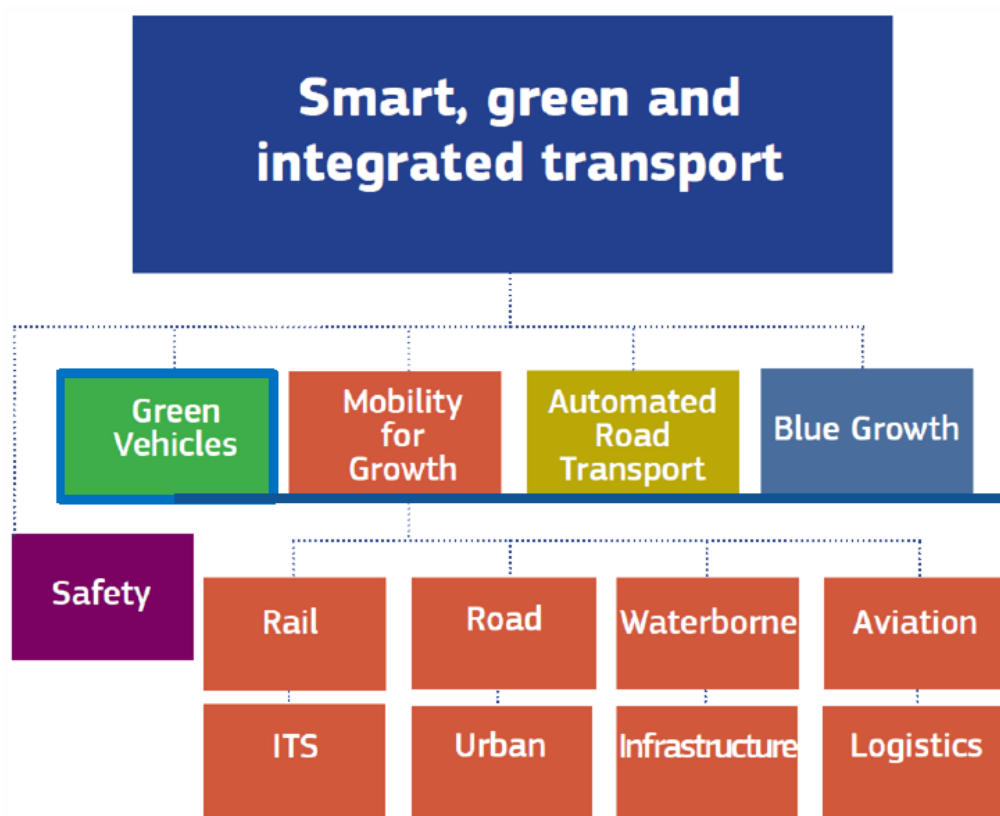 Smart, green and
integrated transport
Green
Vehicles
Mobility
for
Growth
Automated
Road
Transport
Blue Growth
Safety
Rail
Road
Waterborne
Aviation
ITS
Urban
Infrastructure
Logistics